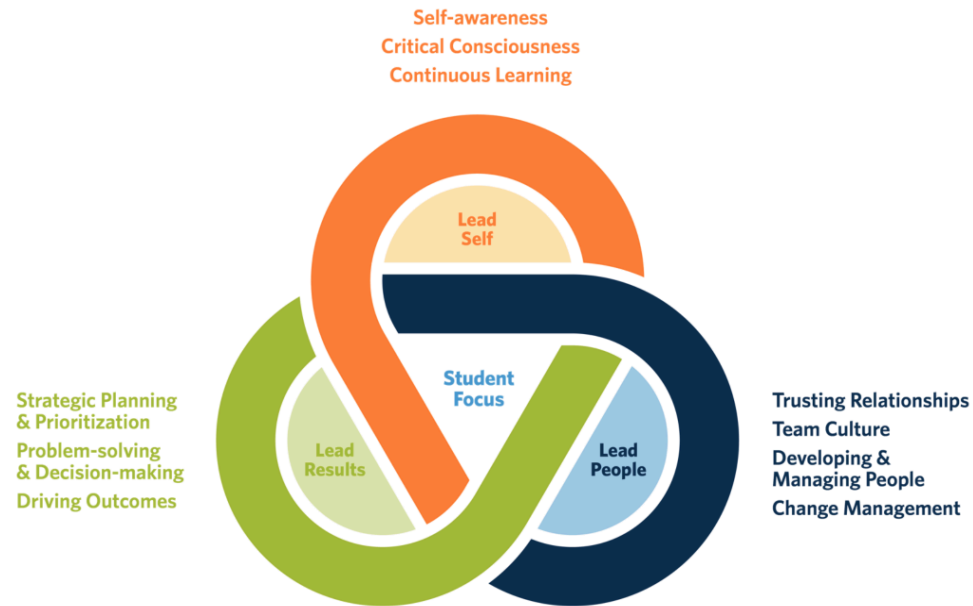 Self-awareness
Critical Consciousness
Continuous Learning
Lead
Self
Student
Focus
Strategic Planning
& Prioritization
Problem-solving
& Decision-making
Driving Outcomes
Lead
Results
Lead
People
Trusting Relationships
Team Culture
Developing &
Managing People
Change Management